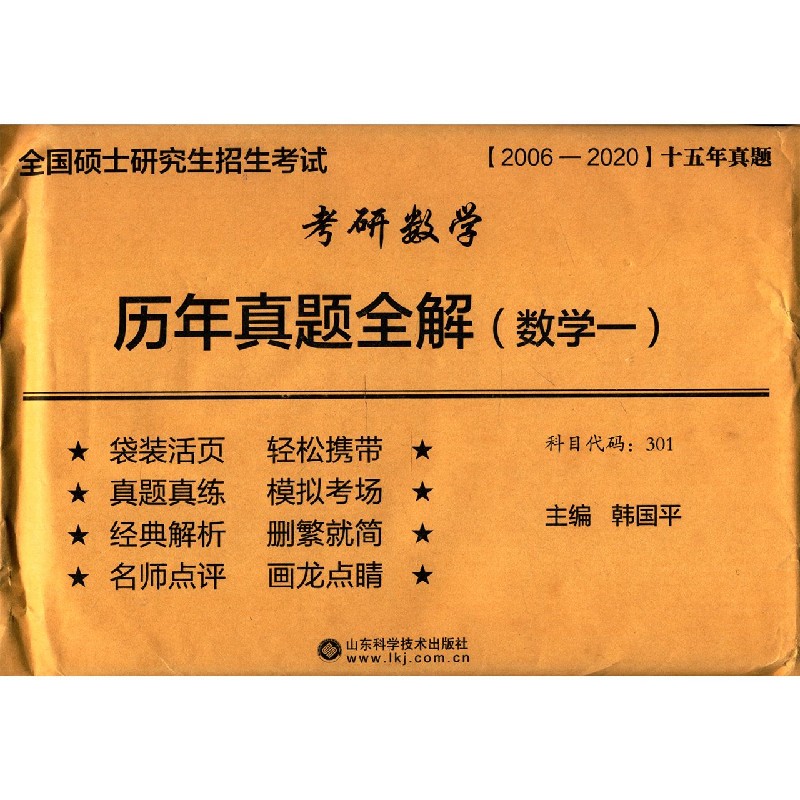 全国硕士研究生招生考试
【2006—2020】十五年真题
考研数学
历年真题全解（数学一）
★ 袋装活页 轻松携带 ★
★ 真题真练 模拟考场 ★
★ 经典解析 删繁就简 ★
★ 名师点评 画龙点睛 ★
科目代码：301
主编 韩国平
山东科学技术出版社
www.lkj.com.cn